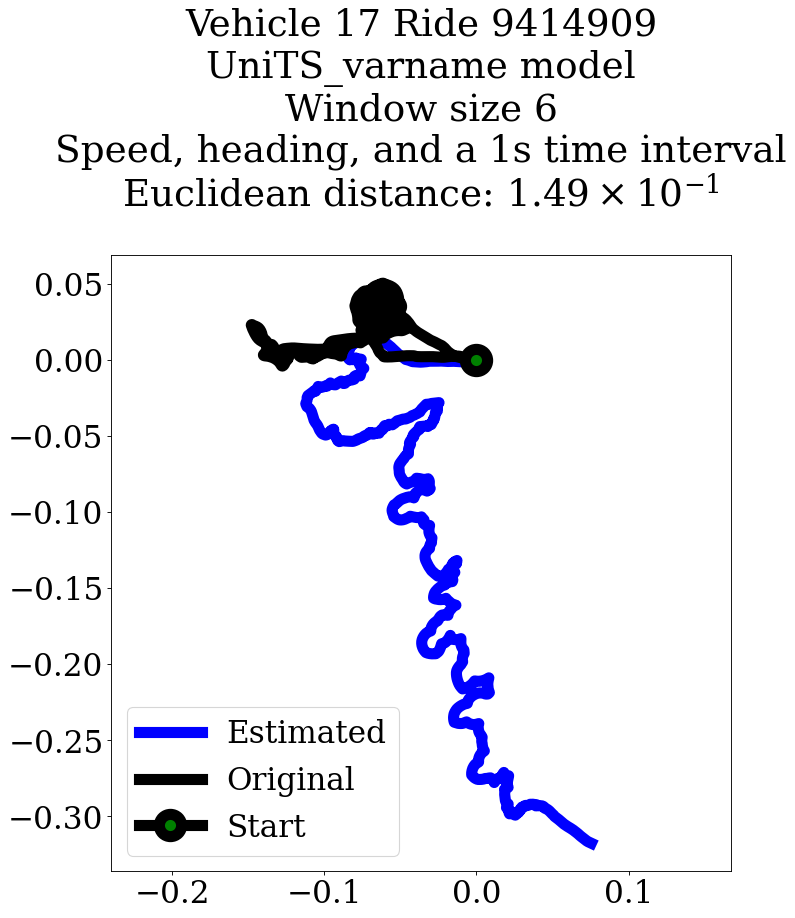 Vehicle 17 Ride 9414909
UniTS_varname model
Window size 6
Speed, heading, and a 1s time interval
Euclidean distance: 1.49 × 10⁻¹
0.05
0.00
−0.05
−0.10
−0.15
−0.20
−0.25
−0.30
Estimated
Original
Start
−0.2
−0.1
0.0
0.1